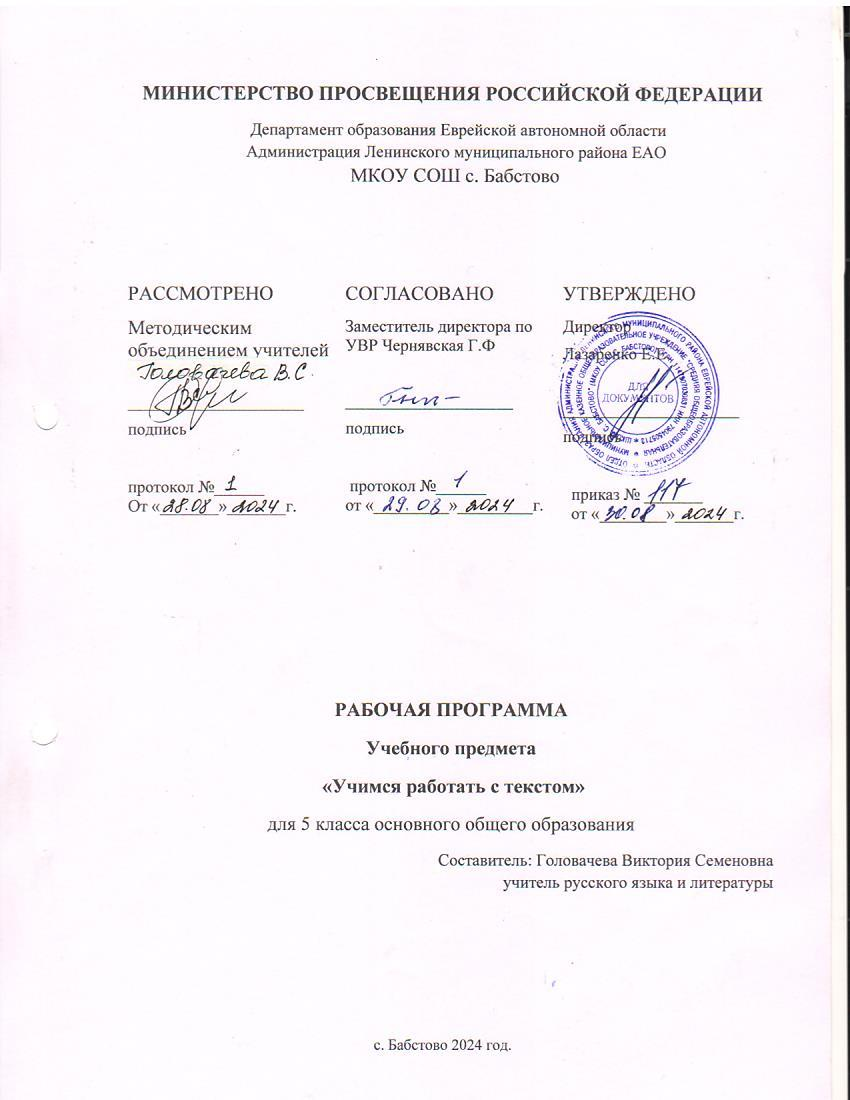 МИНИСТЕРСТВО ПРОСВЕЩЕНИЯ РОССИЙСКОЙ ФЕДЕРАЦИИ
Департамент образования Еврейской автономной области
Администрация Ленинского муниципального района ЕАО
МКОУ СОШ с. Бабстово
РАССМОТРЕНО
Методическим
объединением учителей
Головачева В.С.
подпись
протокол № 1
От «28.08» 2024 г.
СОГЛАСОВАНО
Заместитель директора по
УВР Чернявская Г.Ф
подпись
протокол № 1
от «29.08» 2024 г.
УТВЕРЖДЕНО
Директор
Лазаренко Е.
ДЛЯ
ДОКУМЕНТОВ
подпись
приказ № 117
от «30.08» 2024 г.
РАБОЧАЯ ПРОГРАММА
Учебного предмета
«Учимся работать с текстом»
для 5 класса основного общего образования
Составитель: Головачева Виктория Семеновна
учитель русского языка и литературы
с. Бабстово 2024 год.